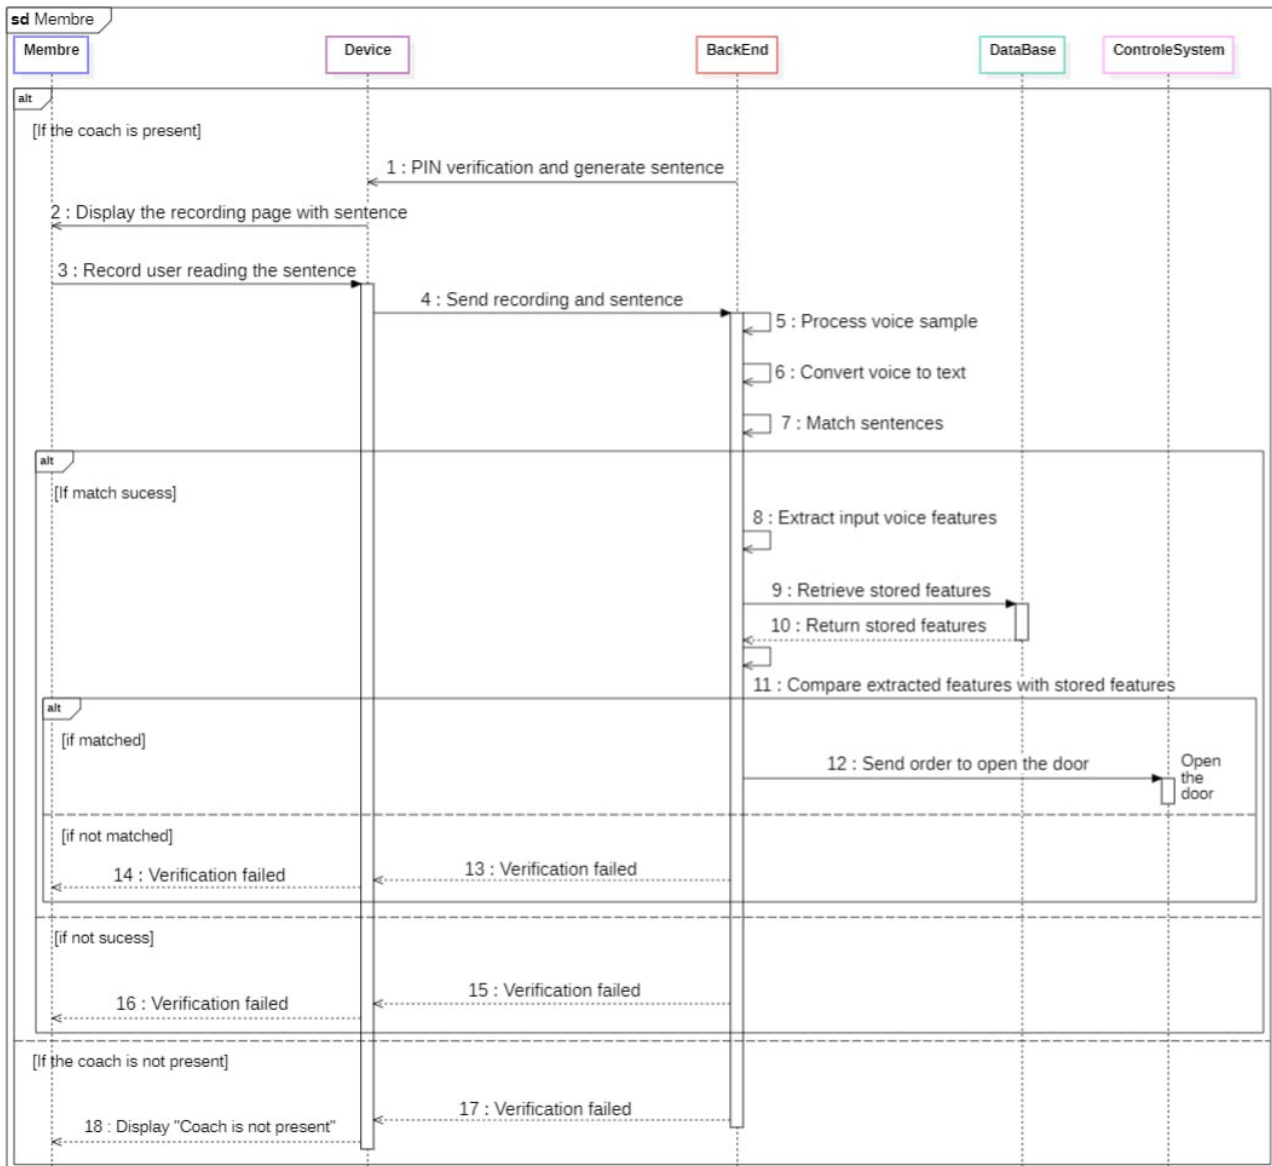 sd Membre
Membre
Device
BackEnd
DataBase
ControleSystem
alt
[If the coach is present]
1 : PIN verification and generate sentence
2 : Display the recording page with sentence
3 : Record user reading the sentence
4 : Send recording and sentence
5 : Process voice sample
6 : Convert voice to text
7 : Match sentences
alt
[If match sucess]
8 : Extract input voice features
9 : Retrieve stored features
10 : Return stored features
11 : Compare extracted features with stored features
alt
[if matched]
12 : Send order to open the door
Open
the
door
[if not matched]
13 : Verification failed
14 : Verification failed
[if not sucess]
15 : Verification failed
16 : Verification failed
[If the coach is not present]
17 : Verification failed
18 : Display "Coach is not present"